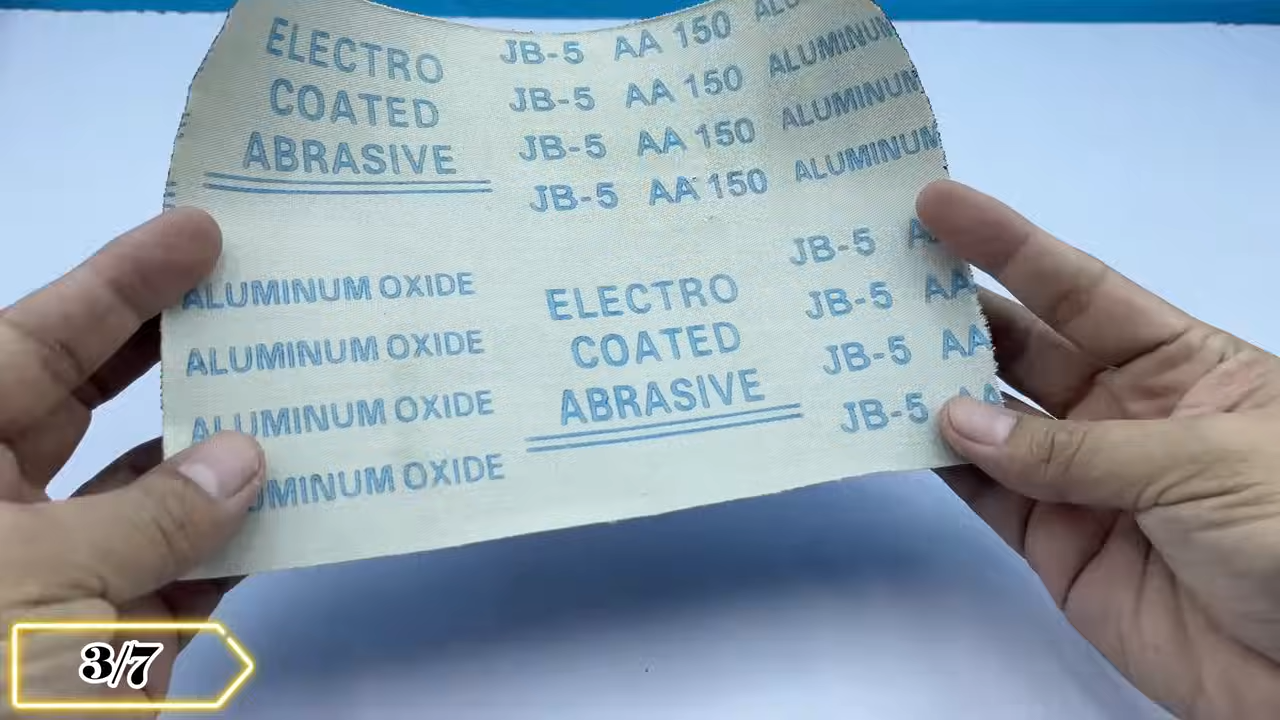 ELECTRO
COATED
ABRASIVE
JB-5 AA 150
JB-5 AA 150 ALUMINUM
JB-5 AA 150 ALUMINUM
JB-5 AA 150 ALUMINUM
ALUMINUM OXIDE
ALUMINUM OXIDE
ALUMINUM OXIDE
OXIDE
ELECTRO
COATED
ABRASIVE
JB-5
JB-5 AA
JB-5 AA
JB-5
3/7